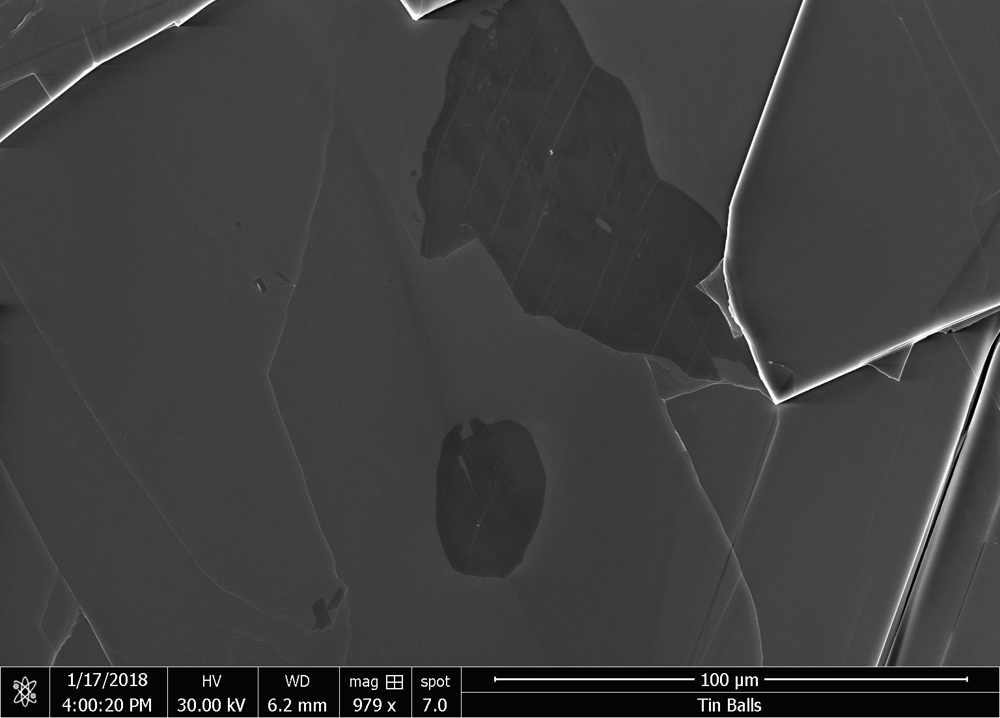 1/17/2018 HV WD mag spot 100 µm
4:00:20 PM 30.00 kV 6.2 mm 979 x 7.0 Tin Balls